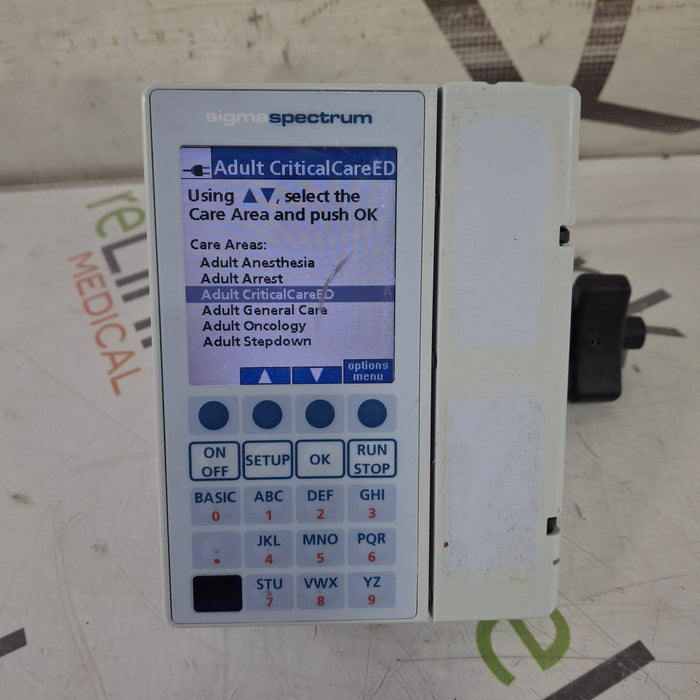 sigmaspectrum
Adult CriticalCareED
Using ▲▼, select the
Care Area and push OK
Care Areas:
Adult Anesthesia
Adult Arrest
Adult CriticalCareED
Adult General Care
Adult Oncology
Adult Stepdown
options
menu
ON
OFF
SETUP
OK
RUN
STOP
BASIC
0
ABC
1
DEF
2
GHI
3
.
JKL
4
MNO
5
PQR
6
STU
7
VWX
8
YZ
9
MEDICAL